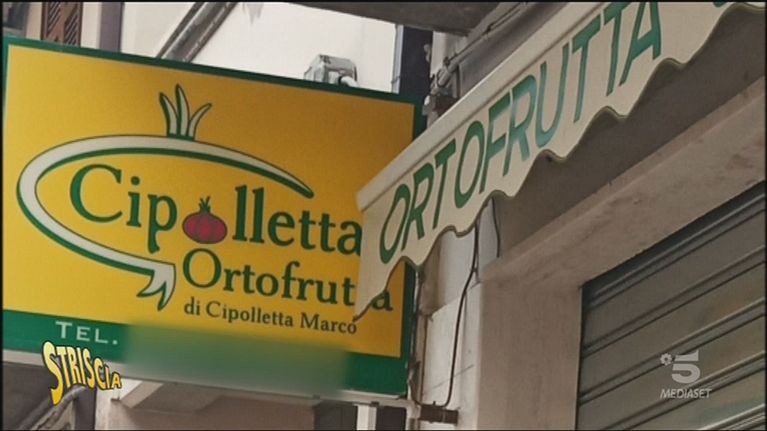 Cipolletta
Ortofrutta
di Cipolletta Marco
TEL.
ORTOFRUTTA
STRISCIA
5
MEDIASET